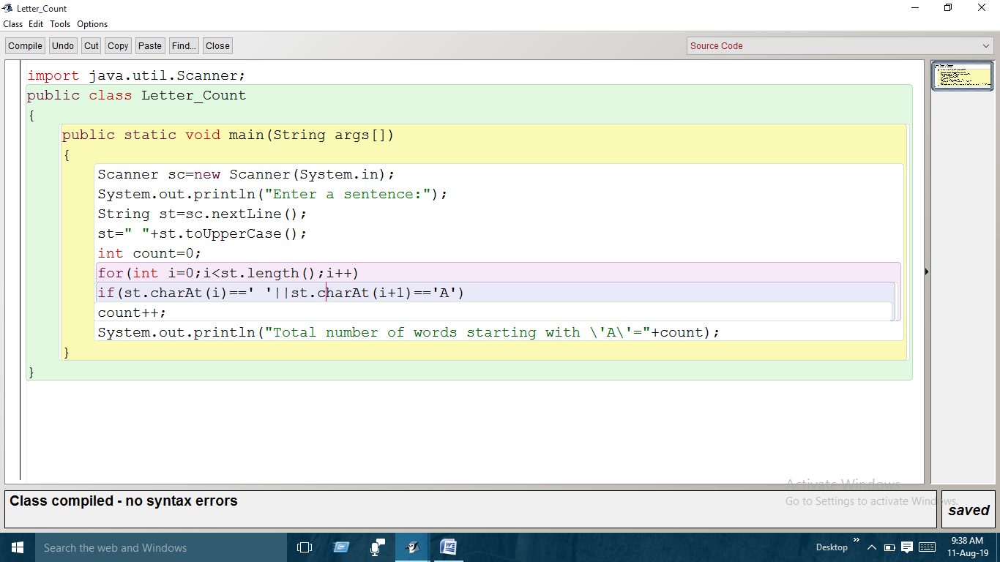 Letter_Count
Class Edit Tools Options
Compile Undo Cut Copy Paste Find... Close Source Code
import java.util.Scanner;
public class Letter_Count
{
public static void main(String args[])
{
Scanner sc=new Scanner(System.in);
System.out.println("Enter a sentence:");
String st=sc.nextLine();
st=" "+st.toUpperCase();
int count=0;
for(int i=0;i<st.length();i++)
if(st.charAt(i)==' '||st.charAt(i+1)=='A')
count++;
System.out.println("Total number of words starting with \'A\'="+count);
}
}
Activate Windows
Go to Settings to activate Windows.
Class compiled - no syntax errors
saved
Search the web and Windows
Desktop
9:38 AM
11-Aug-19